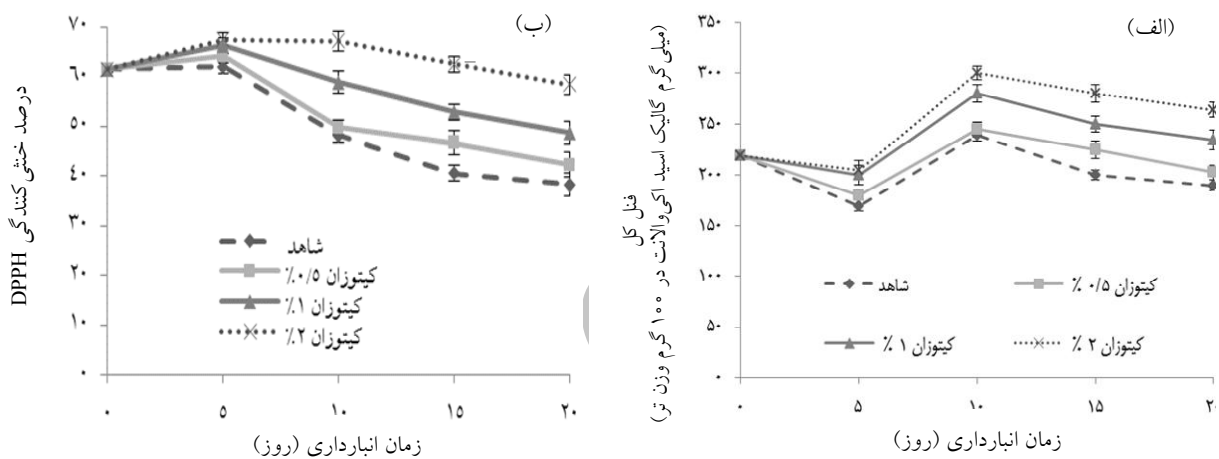 (الف)
فنل کل
(میلی گرم گالیک اسید اکی‌والانت در ۱۰۰ گرم وزن تر)
۳۵۰
۳۰۰
۲۵۰
۲۰۰
۱۵۰
۱۰۰
۵۰
۰
شاهد
کیتوزان ۰/۵ ٪
کیتوزان ۱ ٪
کیتوزان ۲ ٪
۰ ۵ ۱۰ ۱۵ ۲۰
زمان انبارداری (روز)
(ب)
درصد خنثی کنندگی DPPH
۷۰
۶۰
۵۰
۴۰
۳۰
۲۰
۱۰
۰
شاهد
کیتوزان ۰/۵٪
کیتوزان ۱٪
کیتوزان ۲٪
۰ ۵ ۱۰ ۱۵ ۲۰
زمان انبارداری (روز)